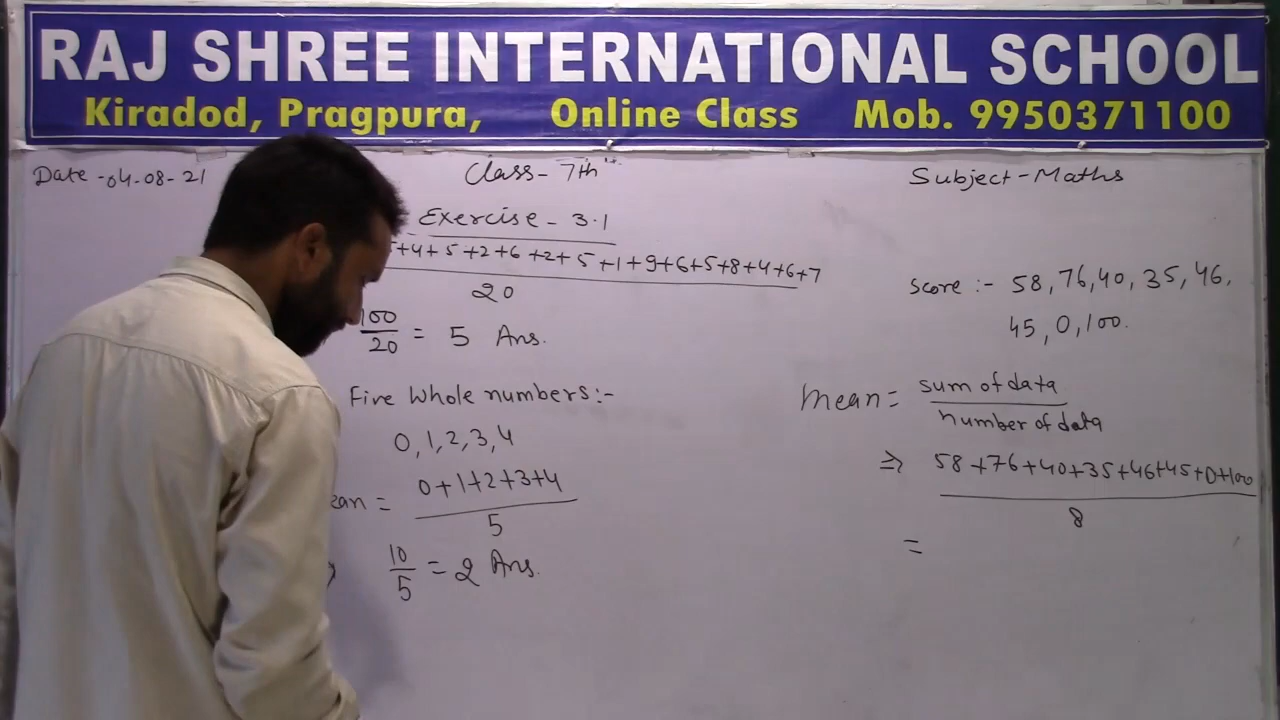 RAJ SHREE INTERNATIONAL SCHOOL
Kiradod, Pragpura, Online Class Mob. 9950371100
Date -04-08-21
Class- 7th
Subject-Maths
Exercise - 3.1
+4+5+2+6+2+5+1+9+6+5+8+4+6+7
20
100
20
= 5 Ans.
Five Whole numbers:-
0,1,2,3,4
ean = 0+1+2+3+4
5
10
5
= 2 Ans.
Score :- 58,76,40, 35, 46,
45, 0, 100.
Mean = sum of data
number of data
⇒ 58+76+40+35+46+45+0+100
8
=